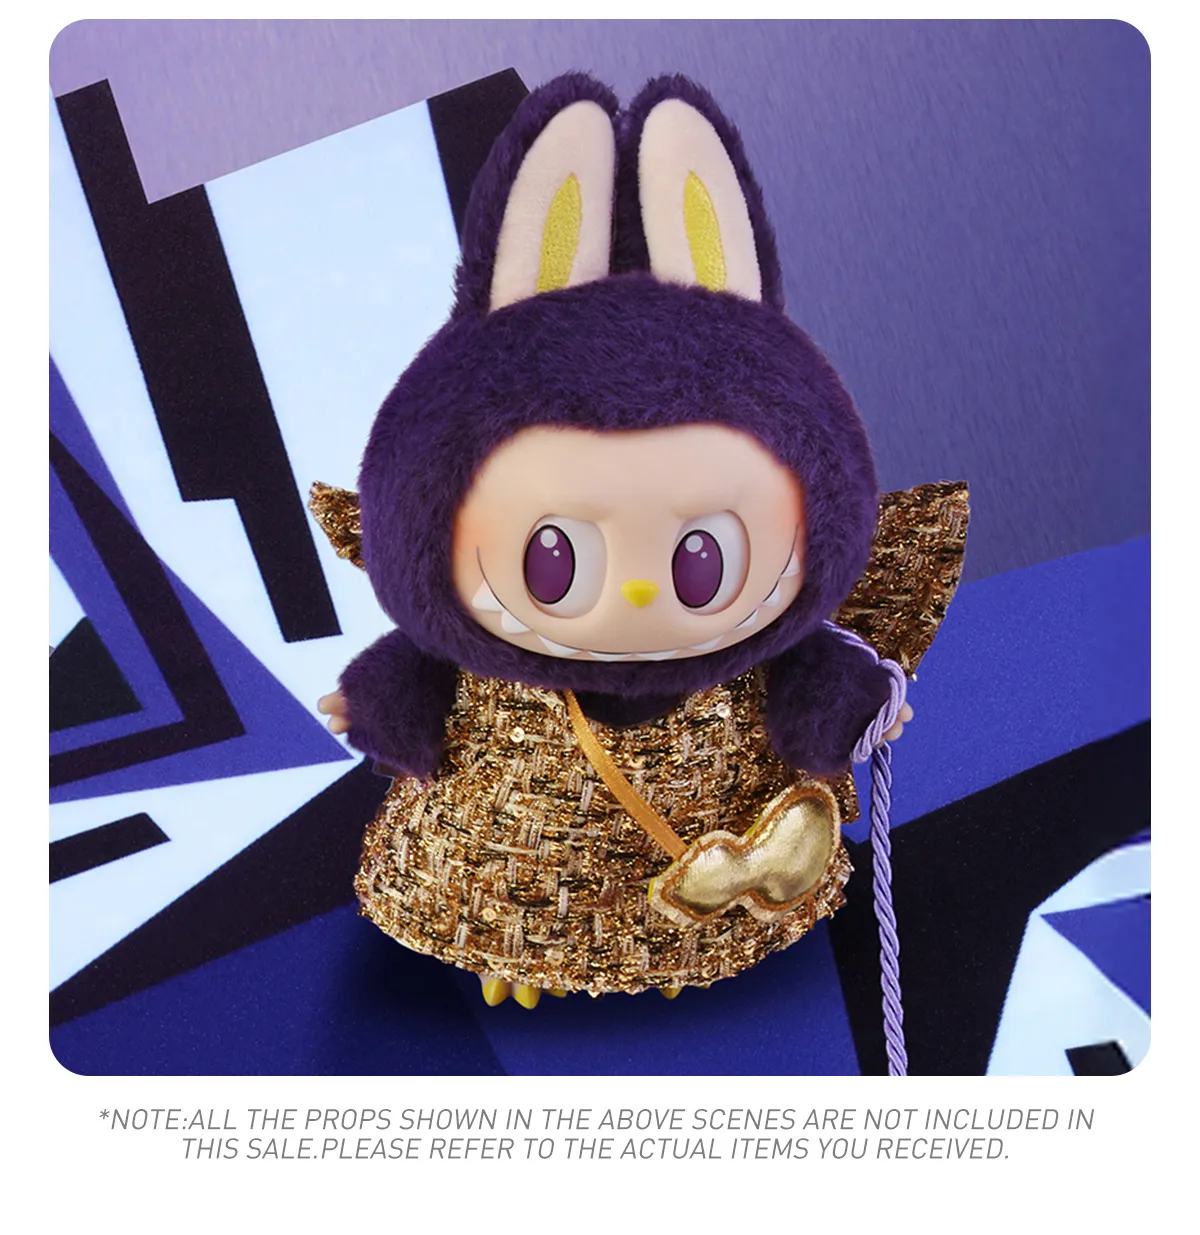 *NOTE:ALL THE PROPS SHOWN IN THE ABOVE SCENES ARE NOT INCLUDED IN
THIS SALE.PLEASE REFER TO THE ACTUAL ITEMS YOU RECEIVED.